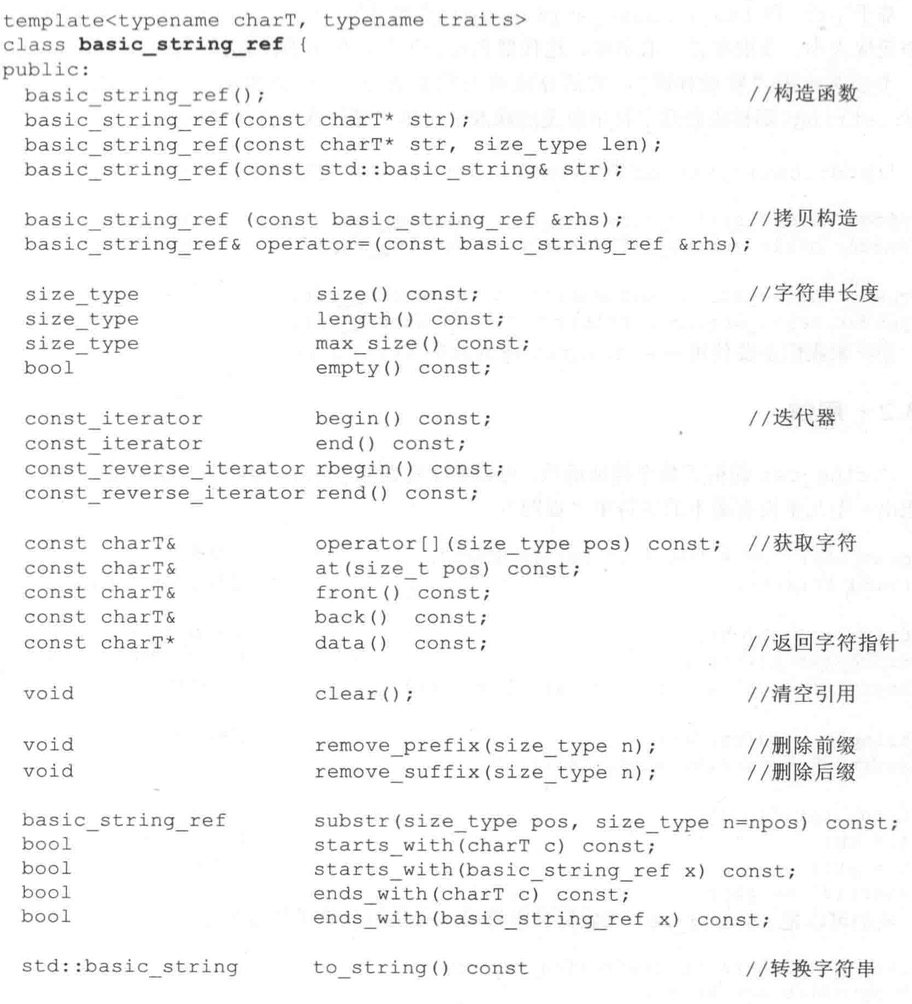 template<typename charT, typename traits>
class basic_string_ref {
public:
basic_string_ref(); //构造函数
basic_string_ref(const charT* str);
basic_string_ref(const charT* str, size_type len);
basic_string_ref(const std::basic_string& str);
basic_string_ref (const basic_string_ref &rhs); //拷贝构造
basic_string_ref& operator=(const basic_string_ref &rhs);
size_type size() const; //字符串长度
size_type length() const;
size_type max_size() const;
bool empty() const;
const_iterator begin() const; //迭代器
const_iterator end() const;
const_reverse_iterator rbegin() const;
const_reverse_iterator rend() const;
const charT& operator[](size_type pos) const; //获取字符
const charT& at(size_t pos) const;
const charT& front() const;
const charT& back() const;
const charT* data() const; //返回字符指针
void clear(); //清空引用
void remove_prefix(size_type n); //删除前缀
void remove_suffix(size_type n); //删除后缀
basic_string_ref substr(size_type pos, size_type n=npos) const;
bool starts_with(charT c) const;
bool starts_with(basic_string_ref x) const;
bool ends_with(charT c) const;
bool ends_with(basic_string_ref x) const;
std::basic_string to_string() const //转换字符串